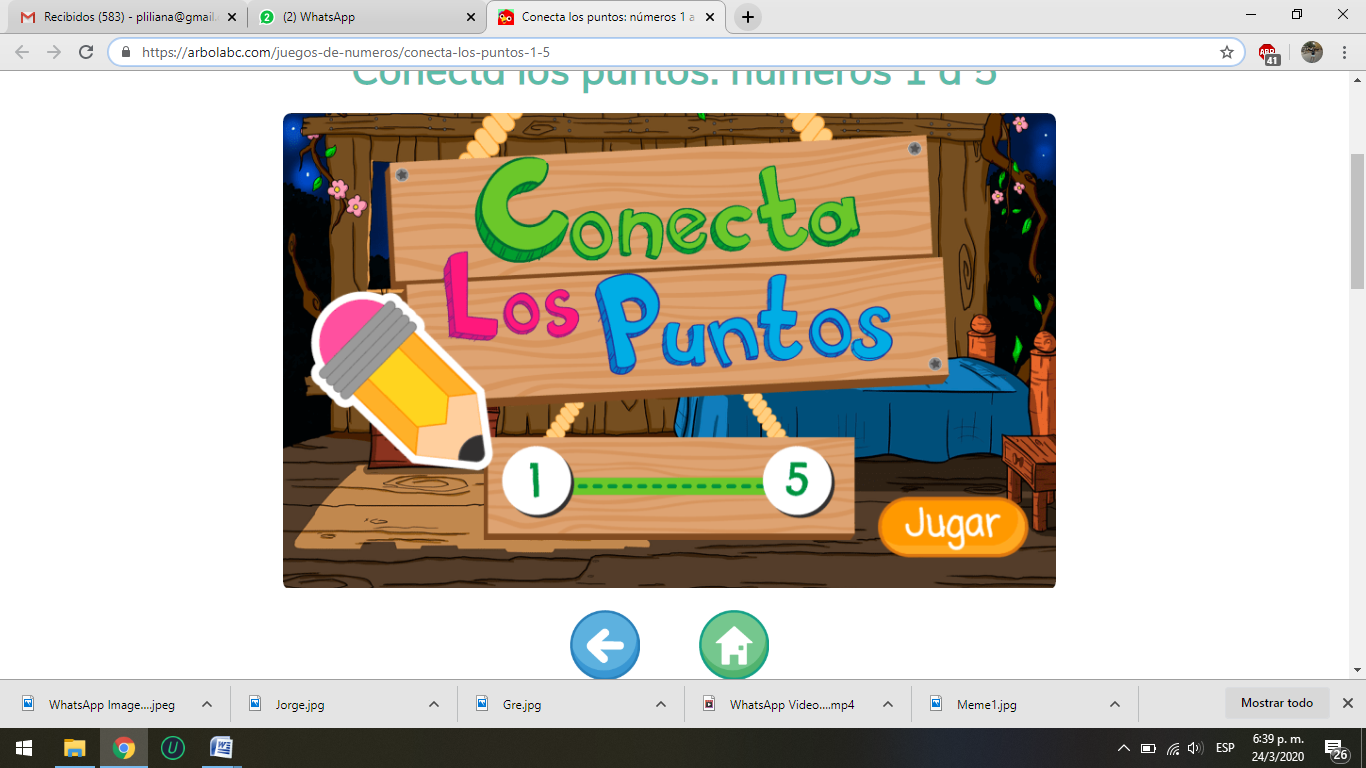 Recibidos (583) - pliliana@gmail.
(2) WhatsApp
Conecta los puntos: números 1 a
https://arbolabc.com/juegos-de-numeros/conecta-los-puntos-1-5
41
Conecta los puntos: números 1 a 5
Conecta
Los Puntos
1 5
Jugar
WhatsApp Image....jpeg
Jorge.jpg
Gre.jpg
WhatsApp Video....mp4
Meme1.jpg
Mostrar todo
ESP
6:39 p. m.
24/3/2020
26